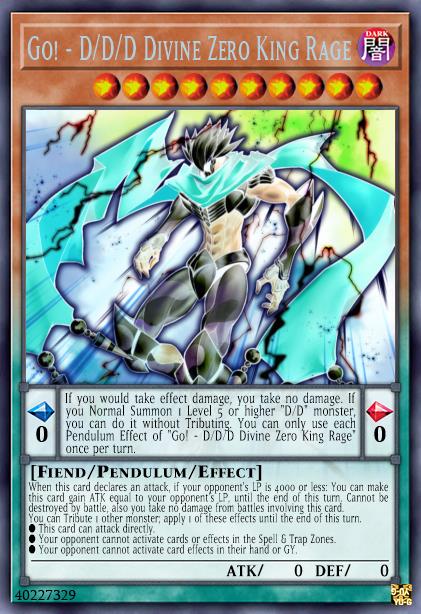 Go! - D/D/D Divine Zero King Rage
DARK
闇
If you would take effect damage, you take no damage. If
you Normal Summon 1 Level 5 or higher "D/D" monster,
you can do it without Tributing. You can only use each
Pendulum Effect of "Go! - D/D/D Divine Zero King Rage"
once per turn.
0
0
[Fiend/Pendulum/Effect]
When this card declares an attack, if your opponent's LP is 4000 or less: You can make
this card gain ATK equal to your opponent's LP, until the end of this turn. Cannot be
destroyed by battle, also you take no damage from battles involving this card.
You can Tribute 1 other monster; apply 1 of these effects until the end of this turn.
● This card can attack directly.
● Your opponent cannot activate cards or effects in the Spell & Trap Zones.
● Your opponent cannot activate card effects in their hand or GY.
ATK/ 0 DEF/ 0
40227329